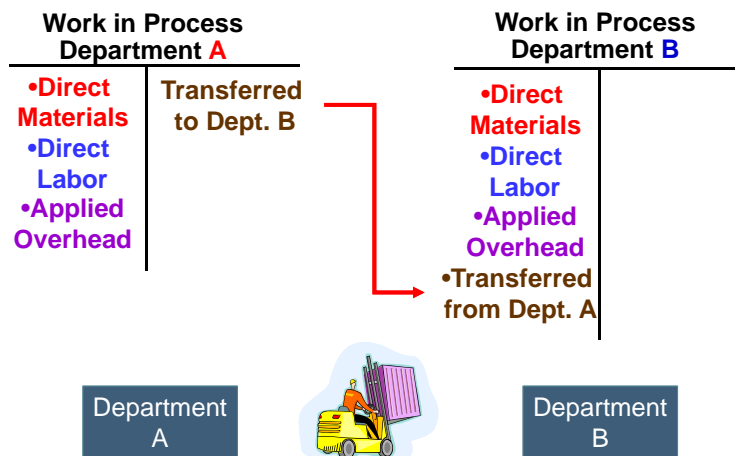 Work in Process
Department A
•Direct
Materials
•Direct
Labor
•Applied
Overhead
Transferred
to Dept. B
Work in Process
Department B
•Direct
Materials
•Direct
Labor
•Applied
Overhead
•Transferred
from Dept. A
Department
A
Department
B